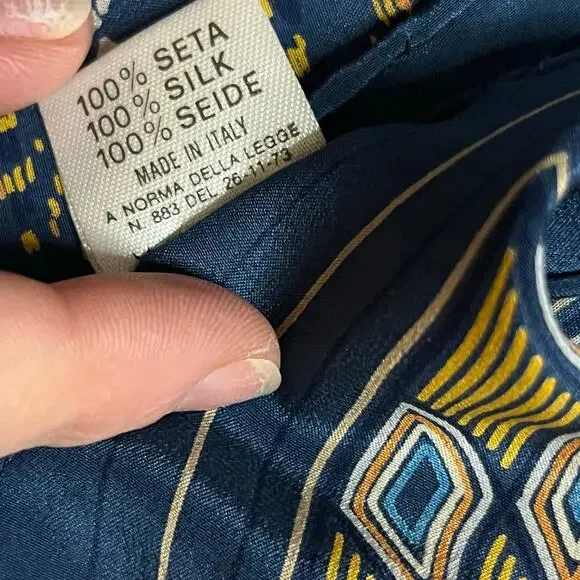 100% SETA
100% SILK
100% SEIDE
MADE IN ITALY
A NORMA DELLA LEGGE
N. 883 DEL 26-11-73